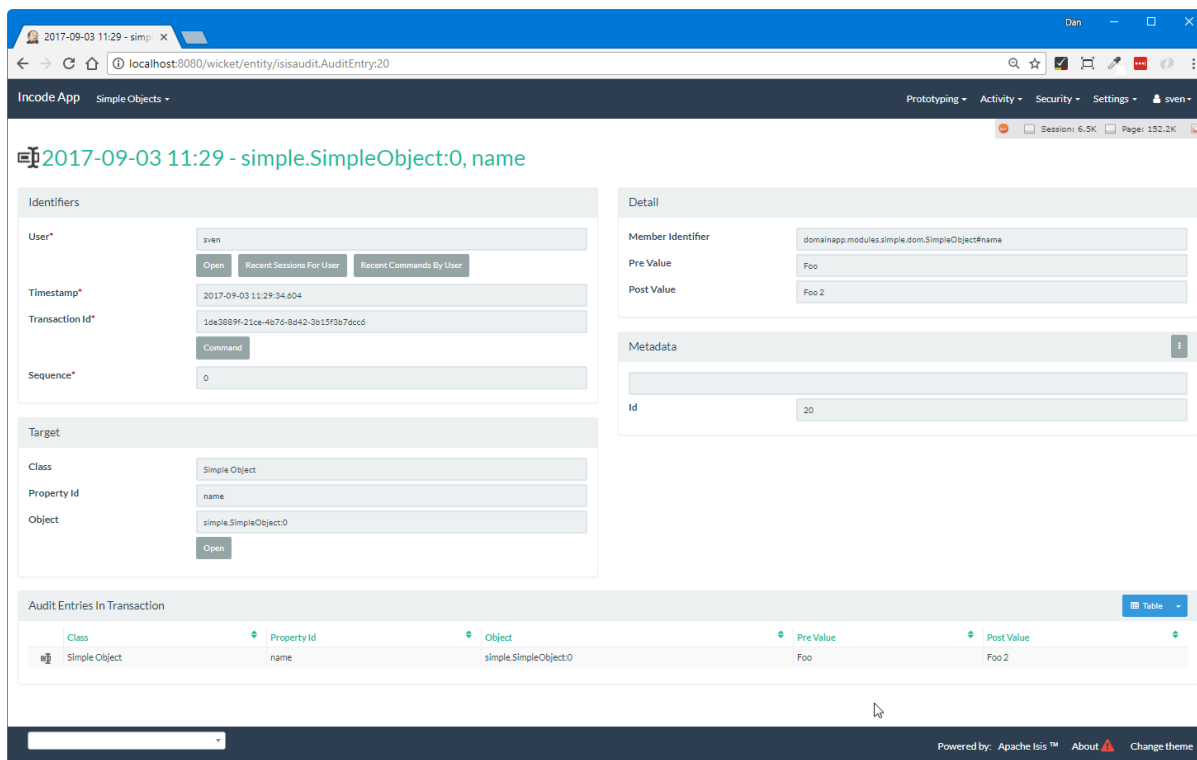 Dan
2017-09-03 11:29 - simp
localhost:8080/wicket/entity/isisaudit.AuditEntry:20
Incode App Simple Objects Prototyping Activity Security Settings sven
Session: 6.5K Page: 152.2K
2017-09-03 11:29 - simple.SimpleObject:0, name
Identifiers
User* sven
Open Recent Sessions For User Recent Commands By User
Timestamp* 2017-09-03 11:29:34.604
Transaction Id* 1de3889f-21ce-4b76-8d42-3b15f3b7dcc6
Command
Sequence* 0
Target
Class Simple Object
Property Id name
Object simple.SimpleObject:0
Open
Detail
Member Identifier domainapp.modules.simple.dom.SimpleObject#name
Pre Value Foo
Post Value Foo 2
Metadata
Id 20
Audit Entries In Transaction Table
Class Property Id Object Pre Value Post Value
Simple Object name simple.SimpleObject:0 Foo Foo 2
Powered by: Apache Isis ™ About Change theme